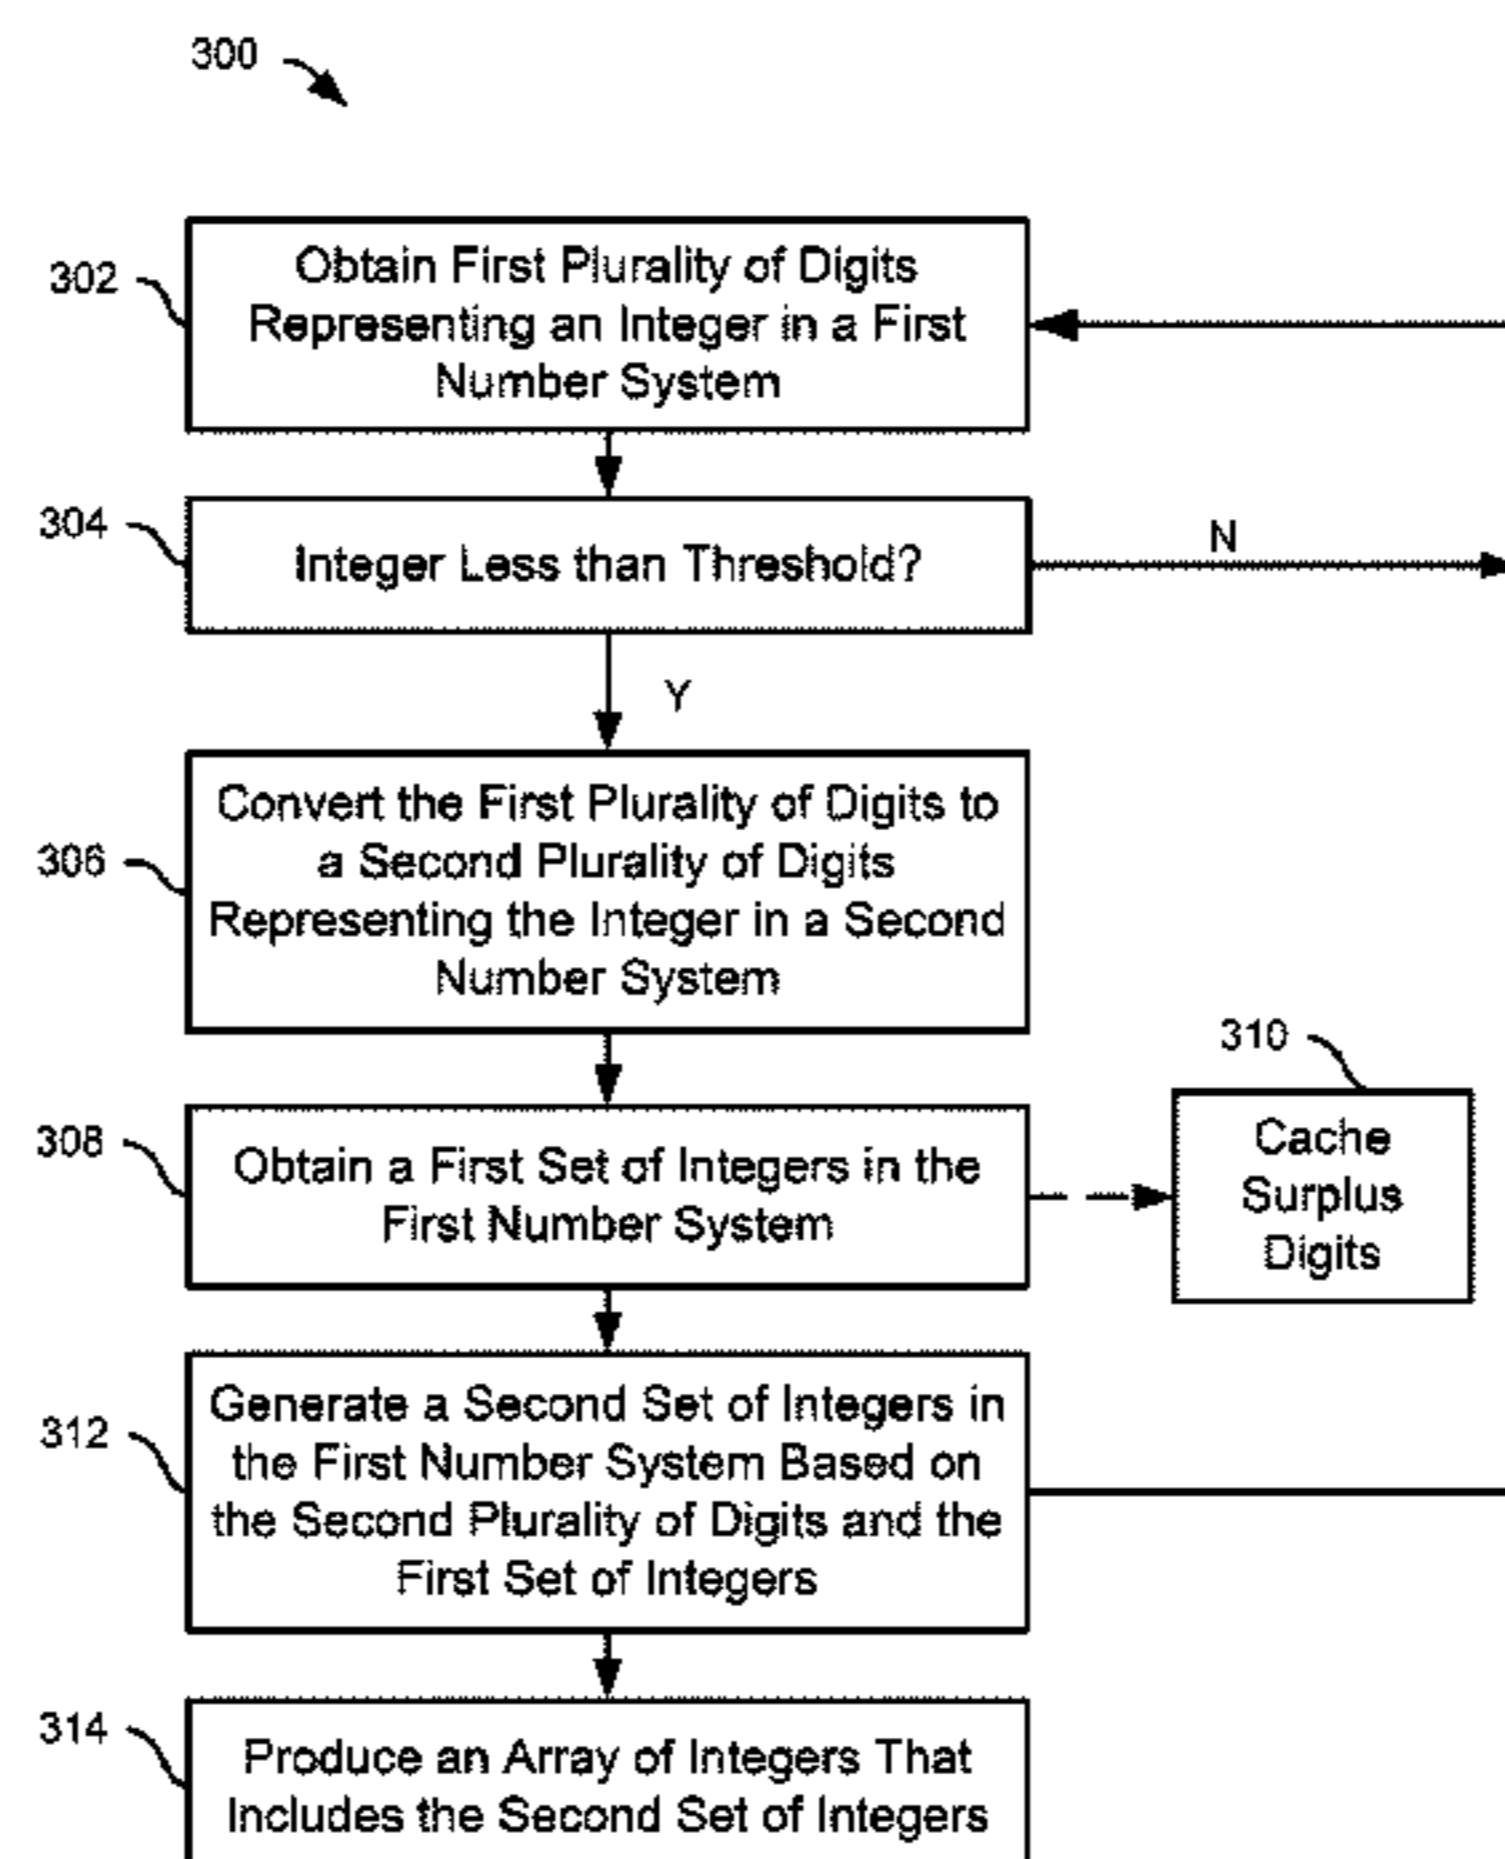 300
302
Obtain First Plurality of Digits
Representing an Integer in a First
Number System
304
Integer Less than Threshold?
N
Y
306
Convert the First Plurality of Digits to
a Second Plurality of Digits
Representing the Integer in a Second
Number System
308
Obtain a First Set of Integers in the
First Number System
310
Cache
Surplus
Digits
312
Generate a Second Set of Integers in
the First Number System Based on
the Second Plurality of Digits and the
First Set of Integers
314
Produce an Array of Integers That
Includes the Second Set of Integers